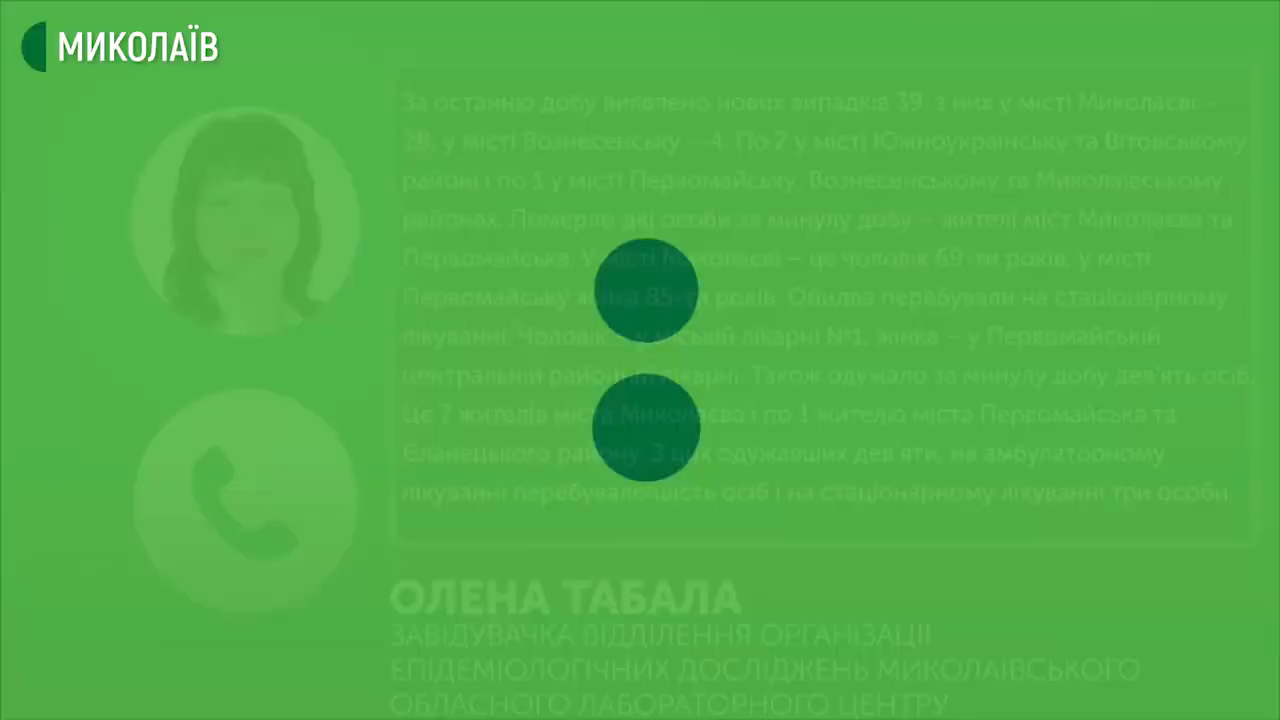 МИКОЛАЇВ
За останню добу виявлено нових випадків 39, з них у місті Миколаєві –
28, у місті Вознесенську – 4. По 2 у місті Южноукраїнську та Вітовському
районі і по 1 у місті Первомайську, Вознесенському та Миколаївському
районах. Померло дві особи за минулу добу – жителі міст Миколаєва та
Первомайська. У місті Миколаєві – це чоловік 69-ти років, у місті
Первомайську жінка 85-ти років. Обидва перебували на стаціонарному
лікуванні. Чоловік – у міській лікарні №1, жінка – у Первомайській
центральній районній лікарні. Також одужало за минулу добу дев'ять осіб.
Це 7 жителів міста Миколаєва і по 1 жителю міста Первомайська та
Єланецького району. З цих одужавших дев'яти, на амбулаторному
лікуванні перебувало шість осіб і на стаціонарному лікуванні три особи.
ОЛЕНА ТАБАЛА
ЗАВІДУВАЧКА ВІДДІЛЕННЯ ОРГАНІЗАЦІЇ
ЕПІДЕМІОЛОГІЧНИХ ДОСЛІДЖЕНЬ МИКОЛАЇВСЬКОГО
ОБЛАСНОГО ЛАБОРАТОРНОГО ЦЕНТРУ